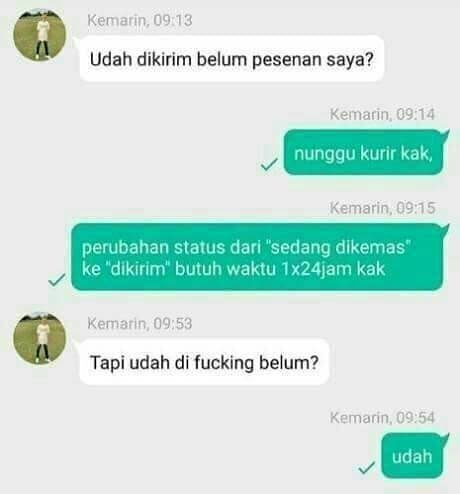 Kemarin, 09:13
Udah dikirim belum pesenan saya?
Kemarin, 09:14
nunggu kurir kak,
Kemarin, 09:15
perubahan status dari "sedang dikemas"
ke "dikirim" butuh waktu 1x24jam kak
Kemarin, 09:53
Tapi udah di fucking belum?
Kemarin, 09:54
udah